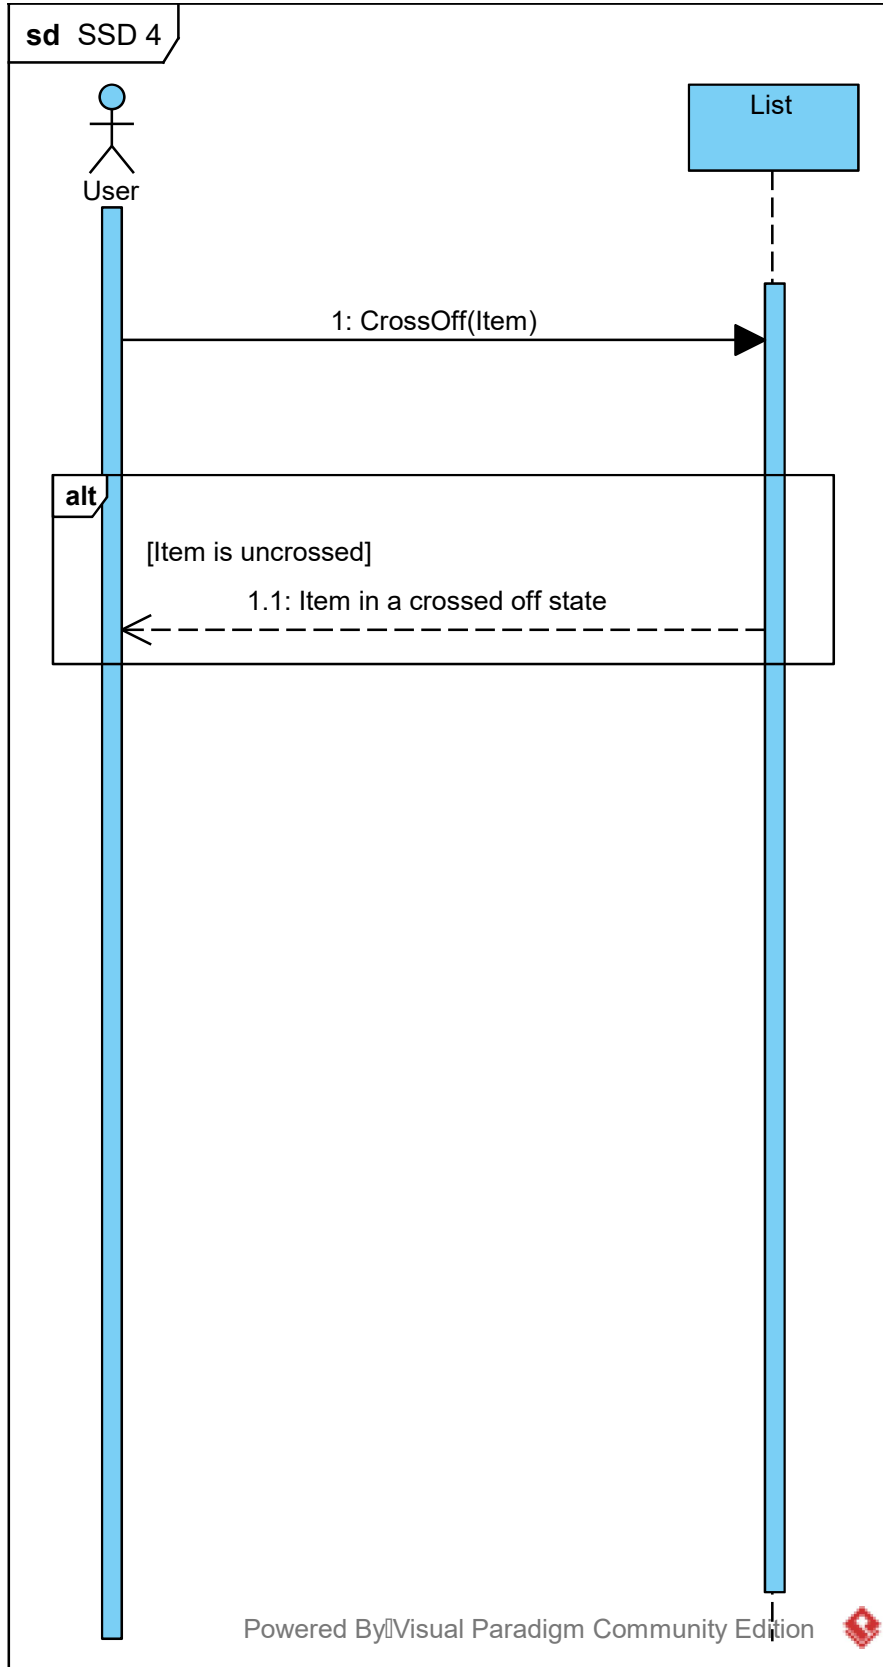 sd SSD 4
List
User
1: CrossOff(Item)
alt
[Item is uncrossed]
1.1: Item in a crossed off state
Powered By▯Visual Paradigm Community Edition